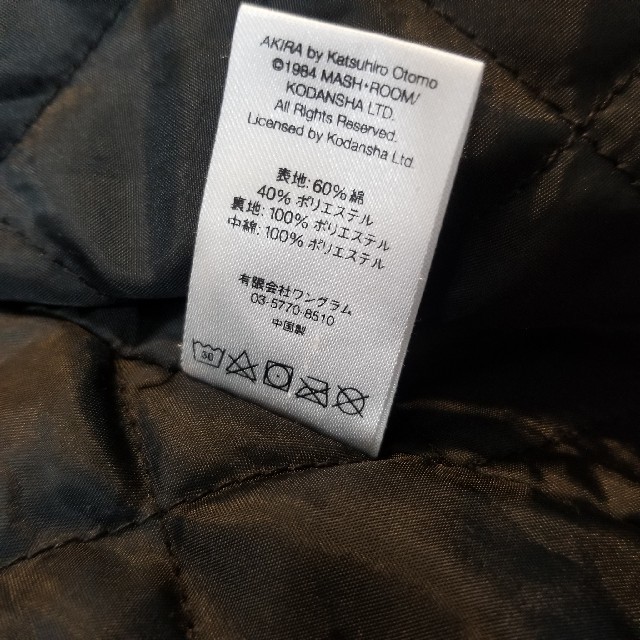 AKIRA by Katsuhiro Otomo
©1984 MASH・ROOM/
KODANSHA LTD.
All Rights Reserved.
Licensed by Kodansha Ltd.
表地:60% 綿
40% ポリエステル
裏地:100% ポリエステル
中綿:100% ポリエステル
有限会社ワングラム
03-5770-8510
中国製
30